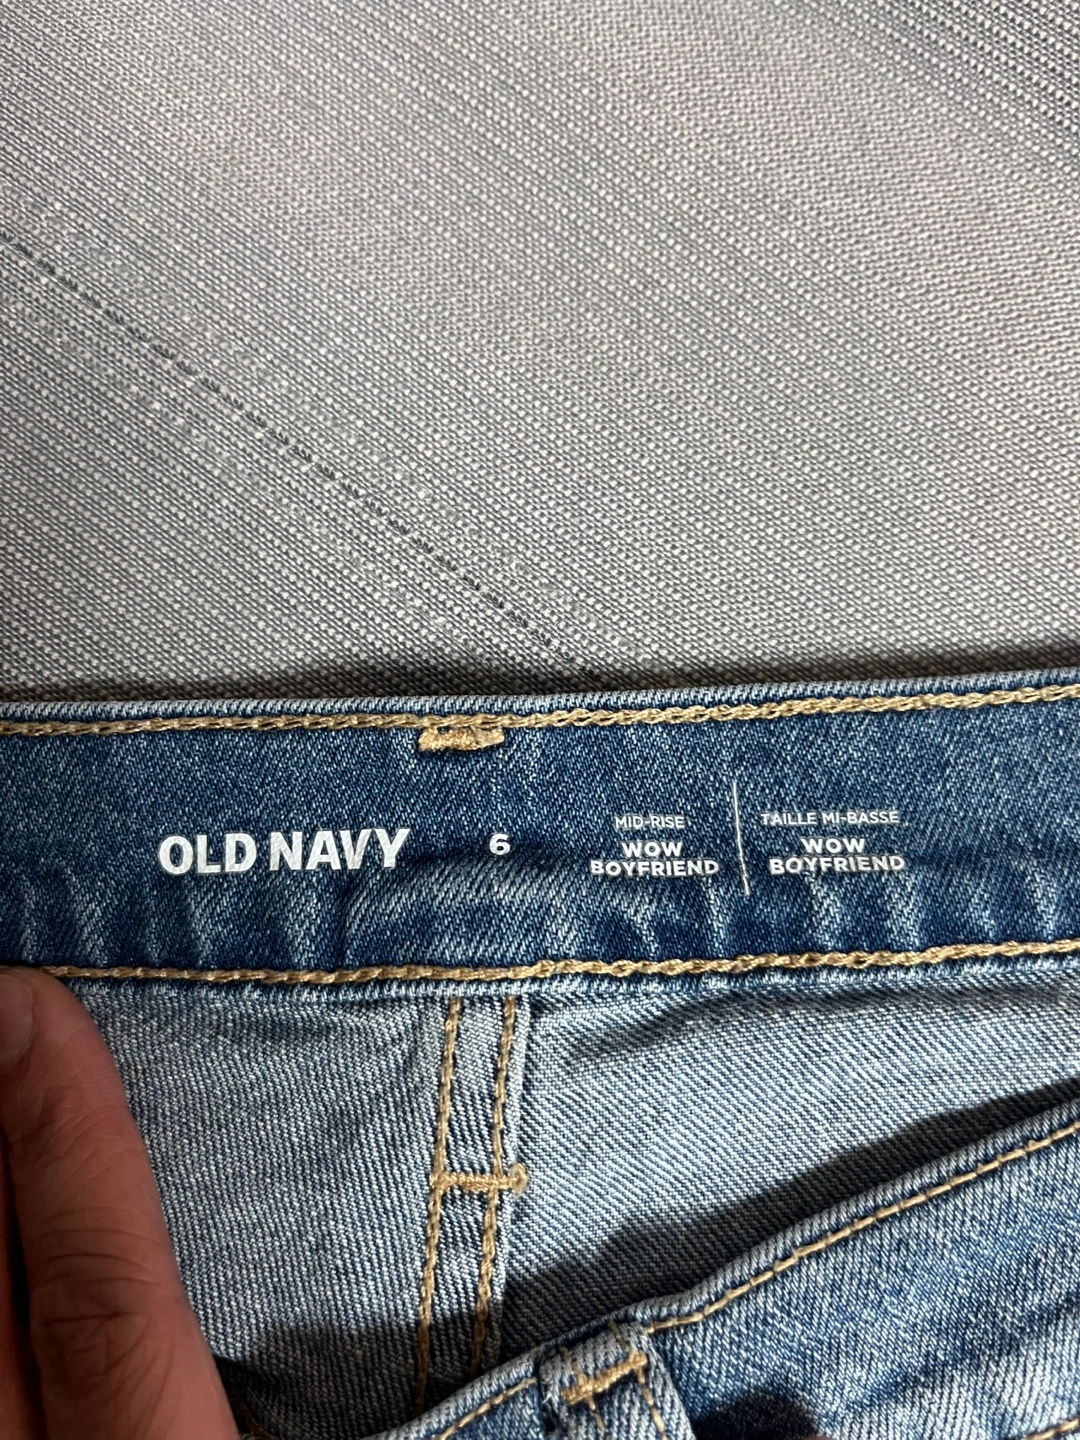 OLD NAVY
6
MID-RISE
WOW
BOYFRIEND
TAILLE MI-BASSE
WOW
BOYFRIEND